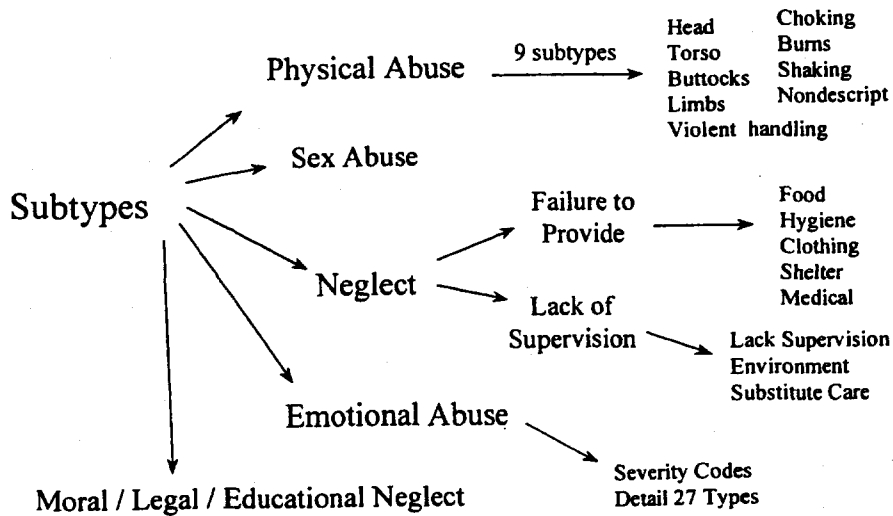 Physical Abuse
9 subtypes
Head
Torso
Buttocks
Limbs
Violent handling
Choking
Burns
Shaking
Nondescript
Sex Abuse
Subtypes
Neglect
Failure to
Provide
Food
Hygiene
Clothing
Shelter
Medical
Lack of
Supervision
Lack Supervision
Environment
Substitute Care
Emotional Abuse
Severity Codes
Detail 27 Types
Moral / Legal / Educational Neglect